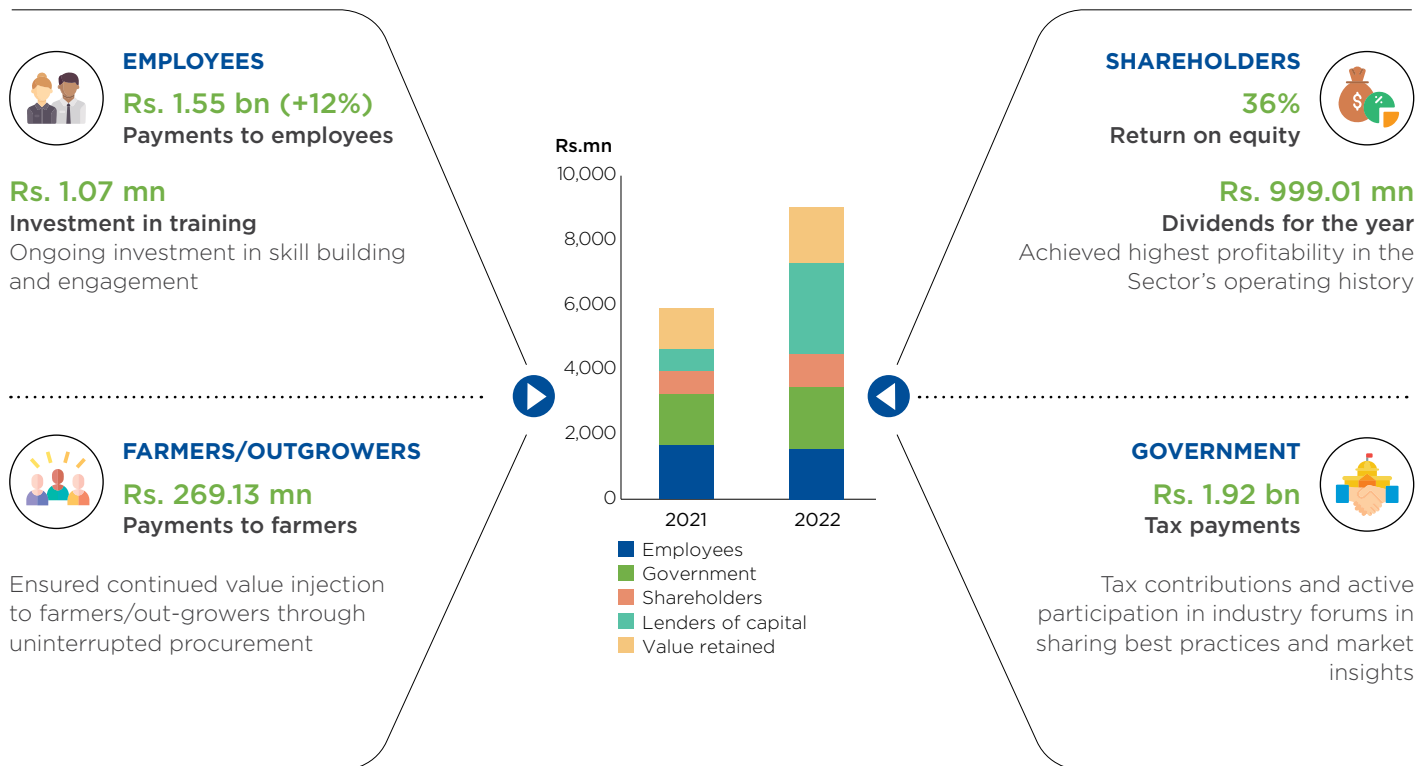 EMPLOYEES
Rs. 1.55 bn (+12%)
Payments to employees
Rs. 1.07 mn
Investment in training
Ongoing investment in skill building
and engagement
FARMERS/OUTGROWERS
Rs. 269.13 mn
Payments to farmers
Ensured continued value injection
to farmers/out-growers through
uninterrupted procurement
Rs.mn
10,000
8,000
6,000
4,000
2,000
0
2021
2022
Employees
Government
Shareholders
Lenders of capital
Value retained
SHAREHOLDERS
36%
Return on equity
$
%
Rs. 999.01 mn
Dividends for the year
Achieved highest profitability in the
Sector’s operating history
GOVERNMENT
Rs. 1.92 bn
Tax payments
Tax contributions and active
participation in industry forums in
sharing best practices and market
insights